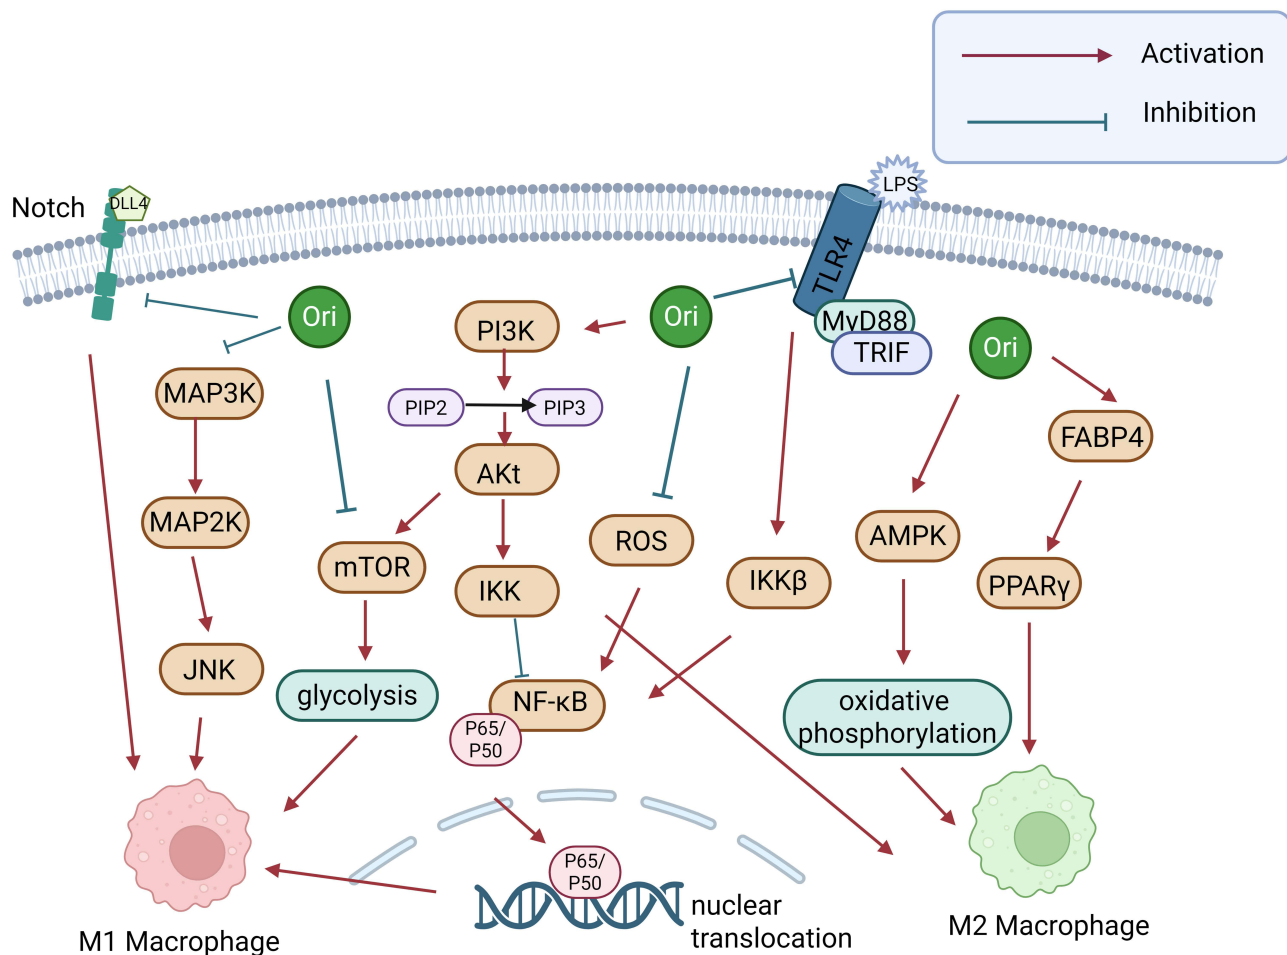 Activation
Inhibition
LPS
Notch
DLL4
TLR4
Ori
Ori
PI3K
MyD88
TRIF
Ori
MAP3K
PIP2
PIP3
FABP4
AKt
MAP2K
ROS
AMPK
mTOR
IKK
IKKβ
PPARγ
JNK
glycolysis
NF-κB
oxidative
phosphorylation
P65/
P50
P65/
P50
nuclear
translocation
M1 Macrophage
M2 Macrophage